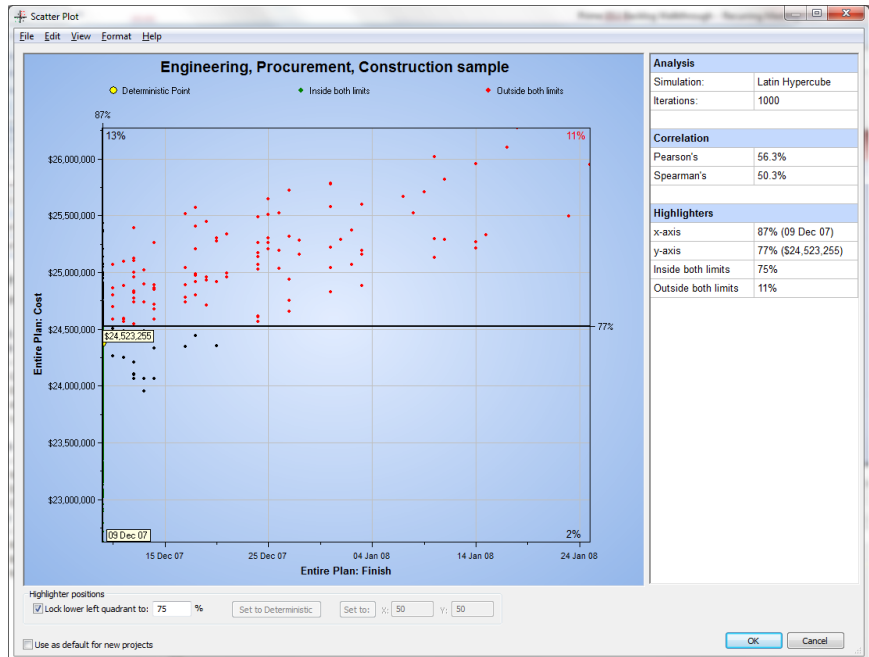 Scatter Plot
File Edit View Format Help
Engineering, Procurement, Construction sample
Deterministic Point Inside both limits Outside both limits
87%
13% 11%
$26,000,000
$25,500,000
$25,000,000
$24,500,000
77%
$24,523,255
$24,000,000
$23,500,000
$23,000,000
Entire Plan: Cost
09 Dec 07 2%
15 Dec 07 25 Dec 07 04 Jan 08 14 Jan 08 24 Jan 08
Entire Plan: Finish
Analysis
Simulation: Latin Hypercube
Iterations: 1000
Correlation
Pearson's 56.3%
Spearman's 50.3%
Highlighters
x-axis 87% (09 Dec 07)
y-axis 77% ($24,523,255)
Inside both limits 75%
Outside both limits 11%
Highlighter positions
Lock lower left quadrant to: 75 % Set to Deterministic Set to: X: 50 Y: 50
Use as default for new projects
OK Cancel